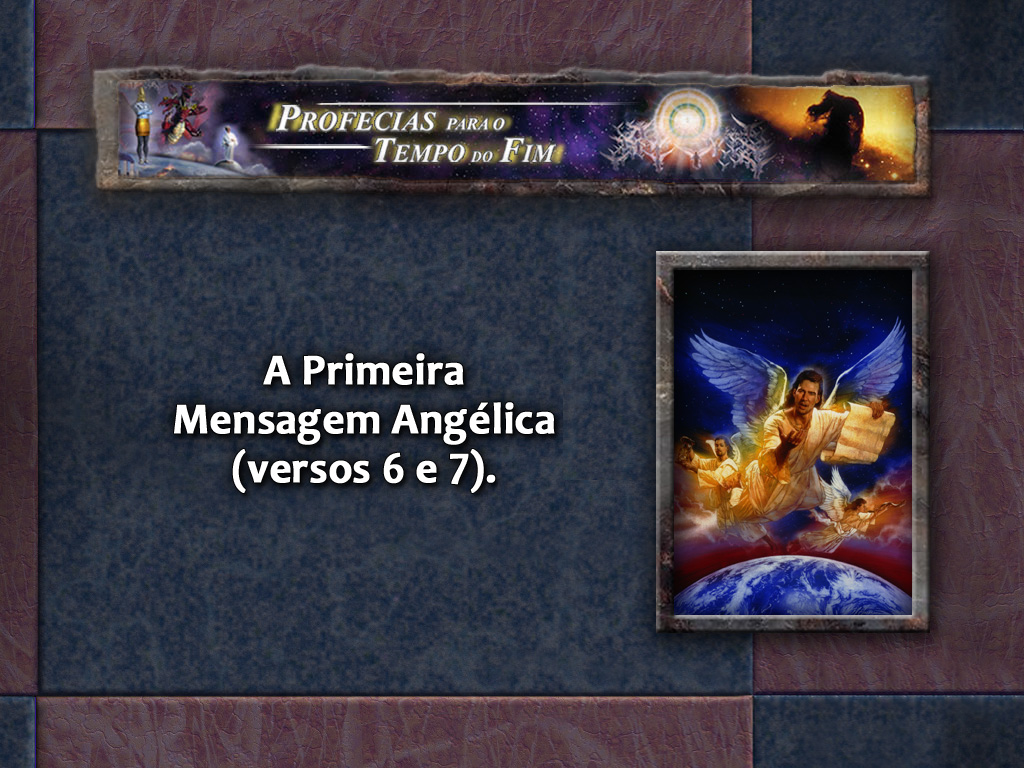 PROFECIAS PARA O
TEMPO DO FIM
A Primeira
Mensagem Angélica
(versos 6 e 7).